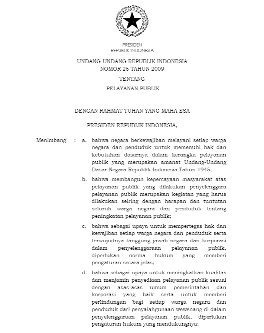 PRESIDEN
REPUBLIK INDONESIA
UNDANG-UNDANG REPUBLIK INDONESIA
NOMOR 25 TAHUN 2009
TENTANG
PELAYANAN PUBLIK
DENGAN RAHMAT TUHAN YANG MAHA ESA
PRESIDEN REPUBLIK INDONESIA,
Menimbang : a. bahwa negara berkewajiban melayani setiap warga
negara dan penduduk untuk memenuhi hak dan
kebutuhan dasarnya dalam kerangka pelayanan
publik yang merupakan amanat Undang-Undang
Dasar Negara Republik Indonesia Tahun 1945;
b. bahwa membangun kepercayaan masyarakat atas
pelayanan publik yang dilakukan penyelenggara
pelayanan publik merupakan kegiatan yang harus
dilakukan seiring dengan harapan dan tuntutan
seluruh warga negara dan penduduk tentang
peningkatan pelayanan publik;
c. bahwa sebagai upaya untuk mempertegas hak dan
kewajiban setiap warga negara dan penduduk serta
terwujudnya tanggung jawab negara dan korporasi
dalam penyelenggaraan pelayanan publik,
diperlukan norma hukum yang memberi
pengaturan secara jelas;
d. bahwa sebagai upaya untuk meningkatkan kualitas
dan menjamin penyediaan pelayanan publik sesuai
dengan asas-asas umum pemerintahan dan
korporasi yang baik serta untuk memberi
perlindungan bagi setiap warga negara dan
penduduk dari penyalahgunaan wewenang di dalam
penyelenggaraan pelayanan publik, diperlukan
pengaturan hukum yang mendukungnya;